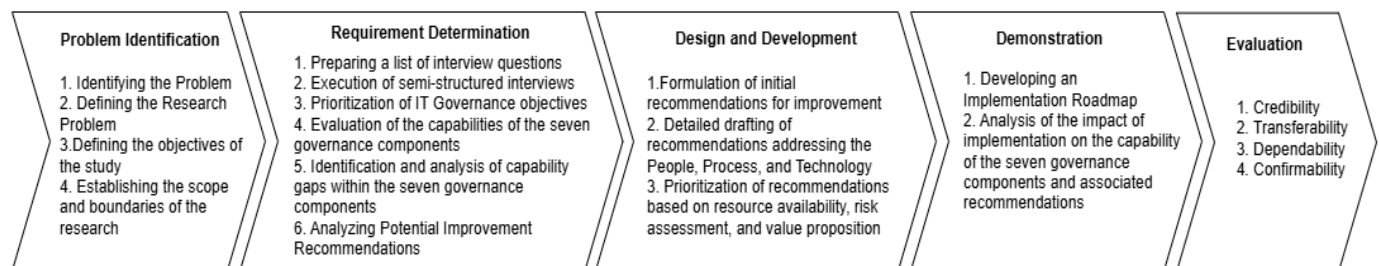 Problem Identification
1. Identifying the Problem
2. Defining the Research
Problem
3.Defining the objectives of
the study
4. Establishing the scope
and boundaries of the
research
Requirement Determination
1. Preparing a list of interview questions
2. Execution of semi-structured interviews
3. Prioritization of IT Governance objectives
4. Evaluation of the capabilities of the seven
governance components
5. Identification and analysis of capability
gaps within the seven governance
components
6. Analyzing Potential Improvement
Recommendations
Design and Development
1.Formulation of initial
recommendations for improvement
2. Detailed drafting of
recommendations addressing the
People, Process, and Technology
3. Prioritization of recommendations
based on resource availability, risk
assessment, and value proposition
Demonstration
1. Developing an
Implementation Roadmap
2. Analysis of the impact of
implementation on the capability
of the seven governance
components and associated
recommendations
Evaluation
1. Credibility
2. Transferability
3. Dependability
4. Confirmability